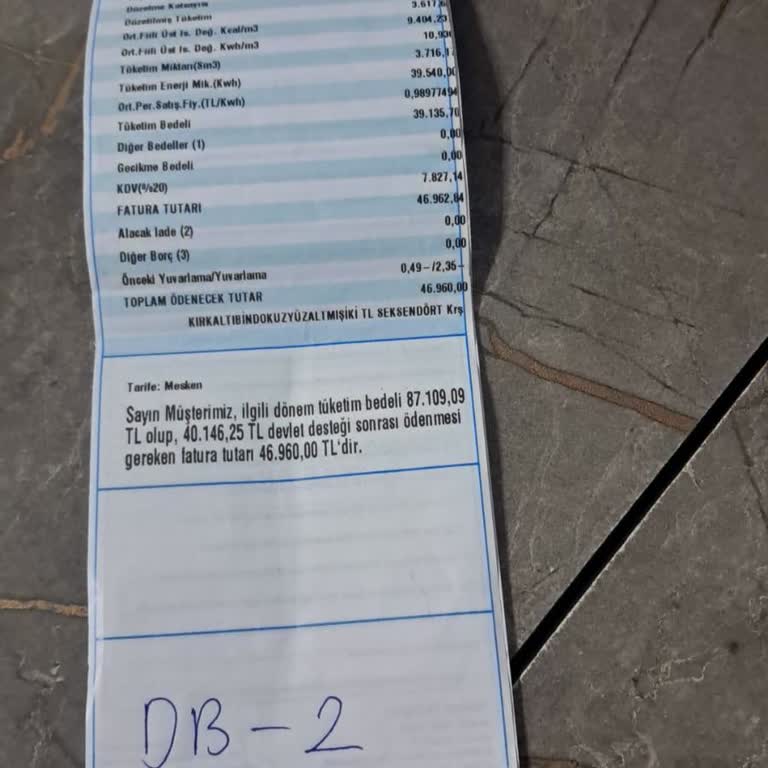 Düzeltme Katsayısı
Düzeltilmiş Tüketim 3.617,6
Ort.Fiili Üst Is. Değ. Kcal/m3 9.404,23
Ort.Fiili Üst Is. Değ. Kwh/m3 10,93
Tüketim Miktarı(Sm3) 3.716,1
Tüketim Enerji Mik.(Kwh) 39.540,0
Ort.Per.Satış.Fiy.(TL/Kwh) 0,9897749
Tüketim Bedeli 39.135,70
Diğer Bedeller (1) 0,00
Gecikme Bedeli 0,00
KDV(%20) 7.827,14
FATURA TUTARI 46.962,84
Alacak Iade (2) 0,00
Diğer Borç (3) 0,00
Önceki Yuvarlama/Yuvarlama 0,49-/2,35-
TOPLAM ÖDENECEK TUTAR 46.960,00
KIRKALTIBİNDOKUZYÜZALTMIŞİKİ TL SEKSENDÖRT Krş
Tarife: Mesken
Sayın Müşterimiz, ilgili dönem tüketim bedeli 87.109,09
TL olup, 40.146,25 TL devlet desteği sonrası ödenmesi
gereken fatura tutarı 46.960,00 TL'dir.
DB-2